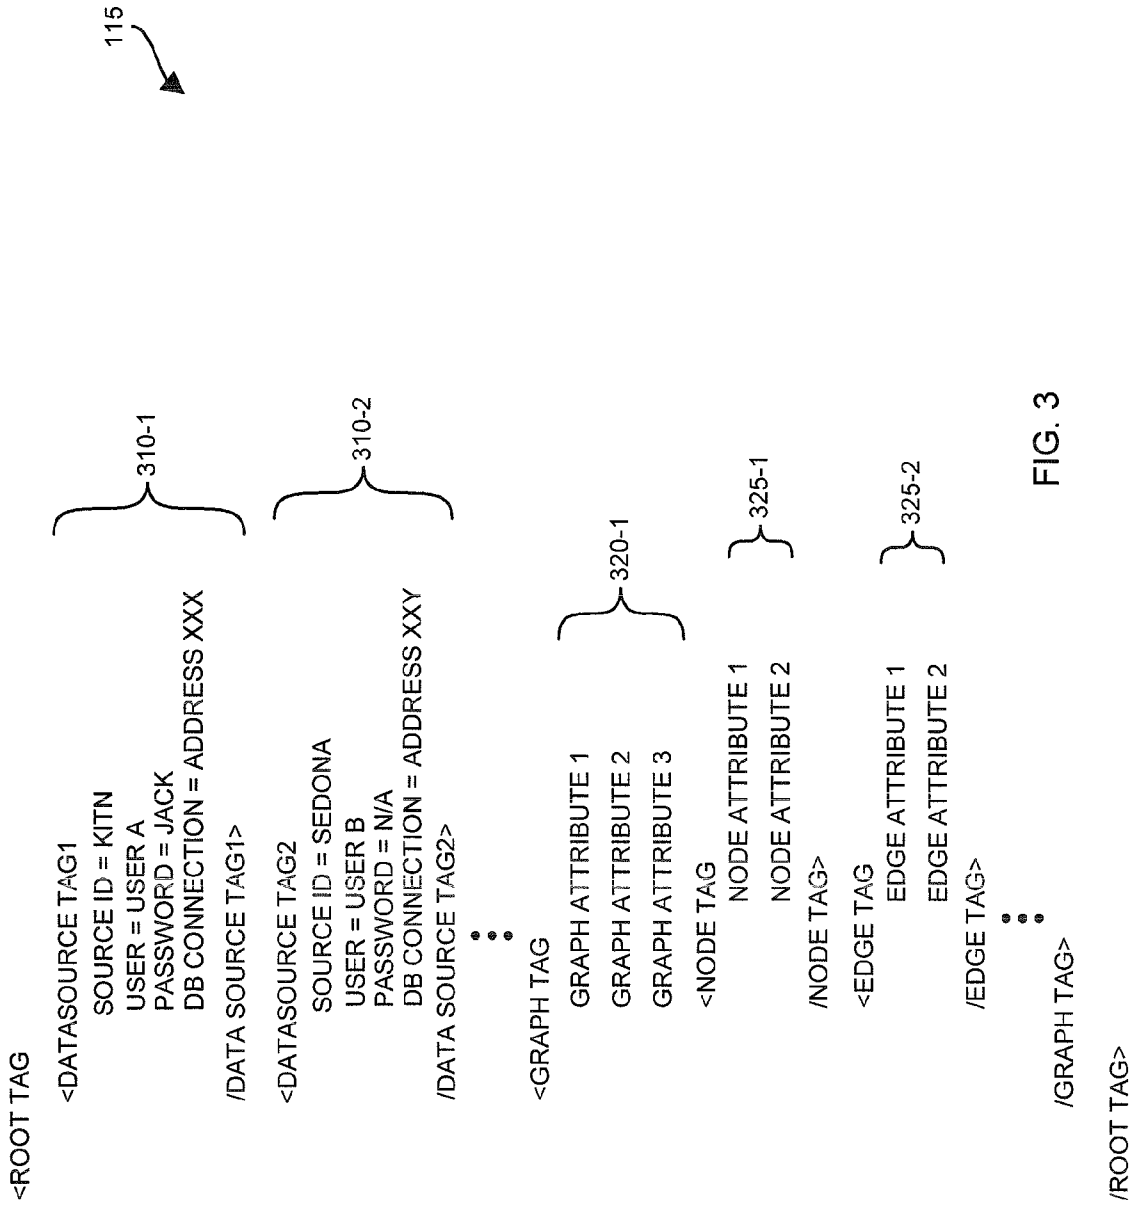 115
<ROOT TAG
<DATASOURCE TAG1
SOURCE ID = KITN
USER = USER A
PASSWORD = JACK
DB CONNECTION = ADDRESS XXX
/DATA SOURCE TAG1>
310-1
<DATASOURCE TAG2
SOURCE ID = SEDONA
USER = USER B
PASSWORD = N/A
DB CONNECTION = ADDRESS XXY
/DATA SOURCE TAG2>
310-2
<GRAPH TAG
GRAPH ATTRIBUTE 1
GRAPH ATTRIBUTE 2
GRAPH ATTRIBUTE 3
320-1
<NODE TAG
NODE ATTRIBUTE 1
NODE ATTRIBUTE 2
325-1
/NODE TAG>
<EDGE TAG
EDGE ATTRIBUTE 1
EDGE ATTRIBUTE 2
325-2
/EDGE TAG>
/GRAPH TAG>
/ROOT TAG>
FIG. 3